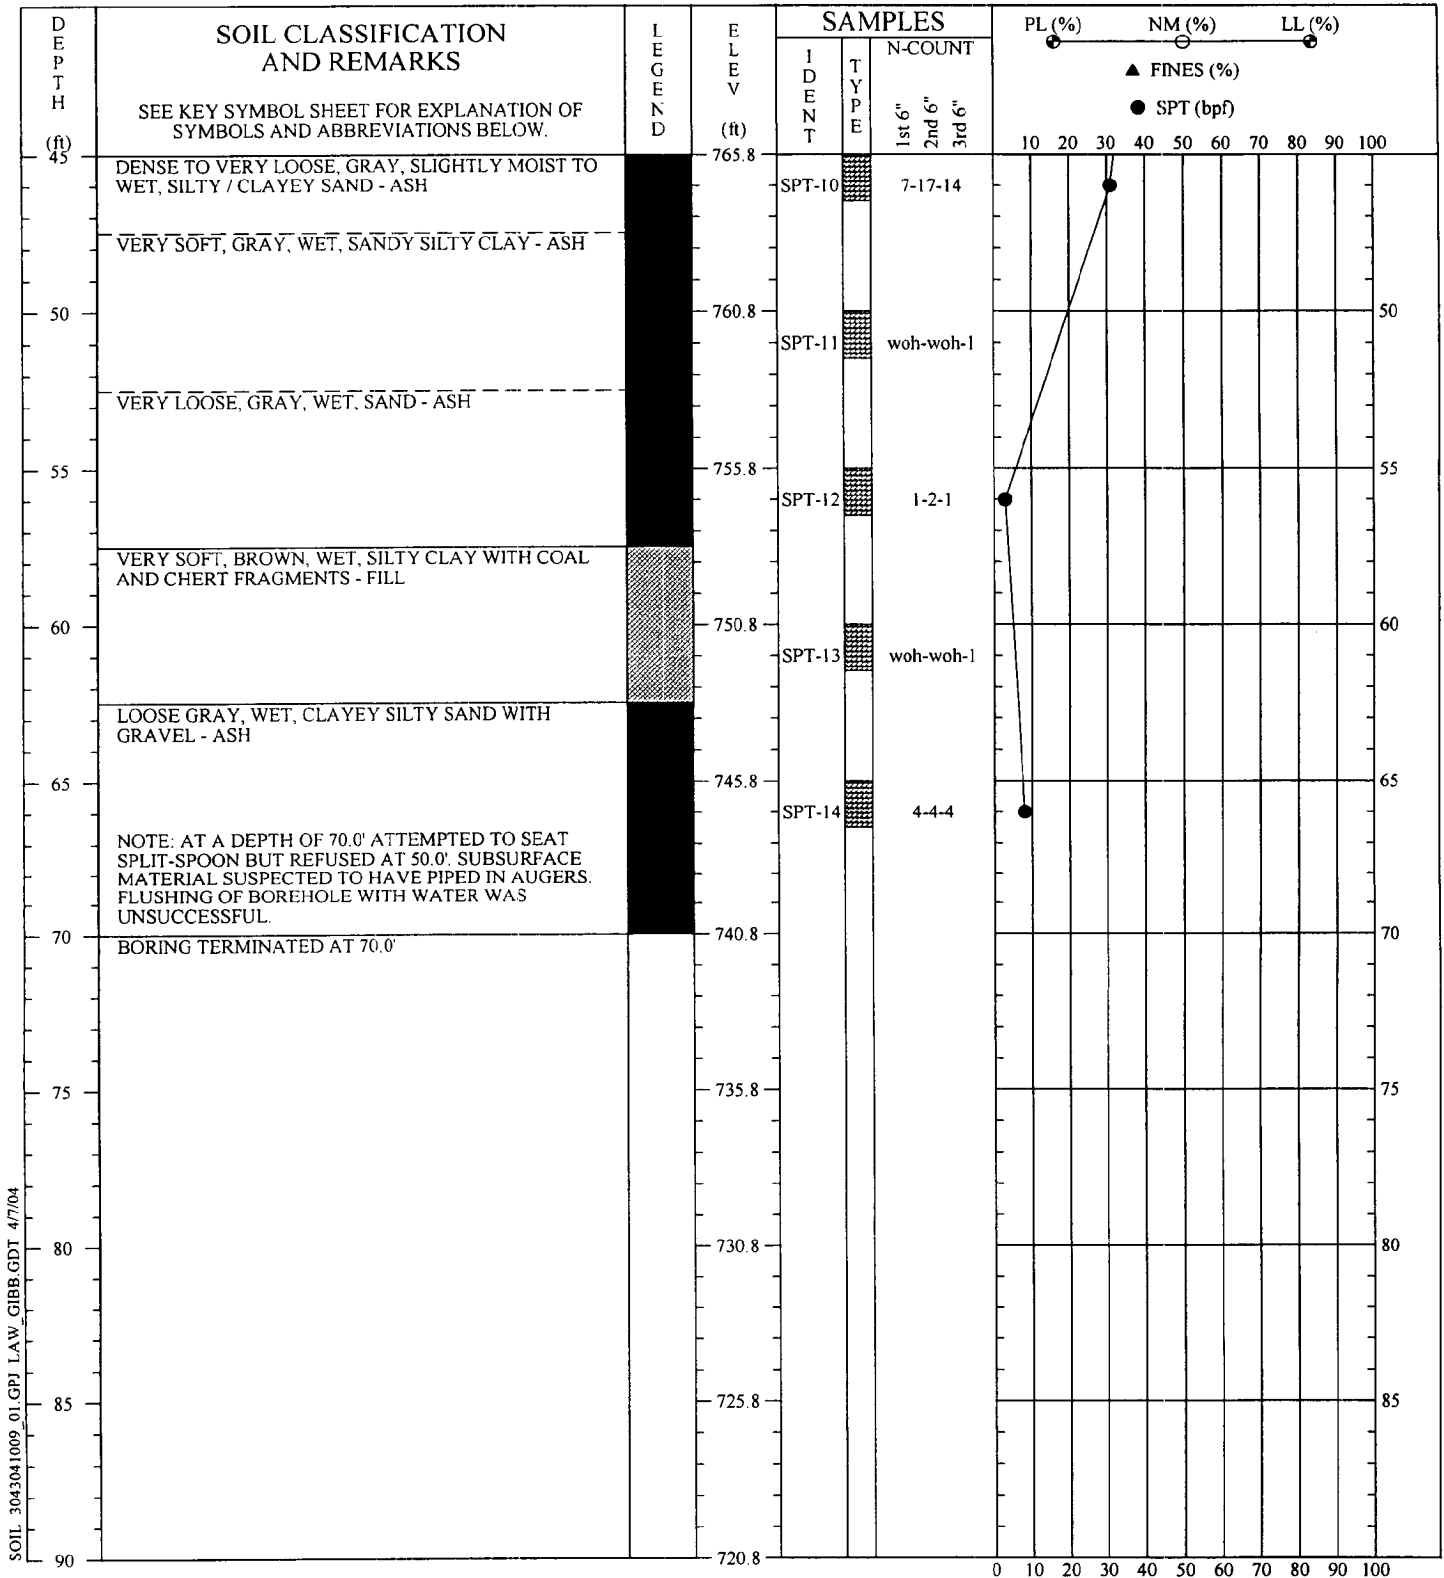 DEPTH
(ft)
SOIL CLASSIFICATION
AND REMARKS
SEE KEY SYMBOL SHEET FOR EXPLANATION OF
SYMBOLS AND ABBREVIATIONS BELOW.
LEGEND
ELEV
(ft)
SAMPLES
IDENT
TYPE
N-COUNT
1st 6"
2nd 6"
3rd 6"
PL (%) NM (%) LL (%)
▲ FINES (%)
● SPT (bpf)
10 20 30 40 50 60 70 80 90 100
45
DENSE TO VERY LOOSE, GRAY, SLIGHTLY MOIST TO
WET, SILTY / CLAYEY SAND - ASH
765.8
SPT-10 7-17-14
VERY SOFT, GRAY, WET, SANDY SILTY CLAY - ASH
50 760.8 50
SPT-11 woh-woh-1
VERY LOOSE, GRAY, WET, SAND - ASH
55 755.8 55
SPT-12 1-2-1
VERY SOFT, BROWN, WET, SILTY CLAY WITH COAL
AND CHERT FRAGMENTS - FILL
60 750.8 60
SPT-13 woh-woh-1
LOOSE GRAY, WET, CLAYEY SILTY SAND WITH
GRAVEL - ASH
65 745.8 65
SPT-14 4-4-4
NOTE: AT A DEPTH OF 70.0' ATTEMPTED TO SEAT
SPLIT-SPOON BUT REFUSED AT 50.0'. SUBSURFACE
MATERIAL SUSPECTED TO HAVE PIPED IN AUGERS.
FLUSHING OF BOREHOLE WITH WATER WAS
UNSUCCESSFUL.
70 740.8 70
BORING TERMINATED AT 70.0'
75 735.8 75
80 730.8 80
85 725.8 85
90 720.8
0 10 20 30 40 50 60 70 80 90 100
SOIL 3043041009_01.GPJ LAW_GIBB.GDT 4/7/04